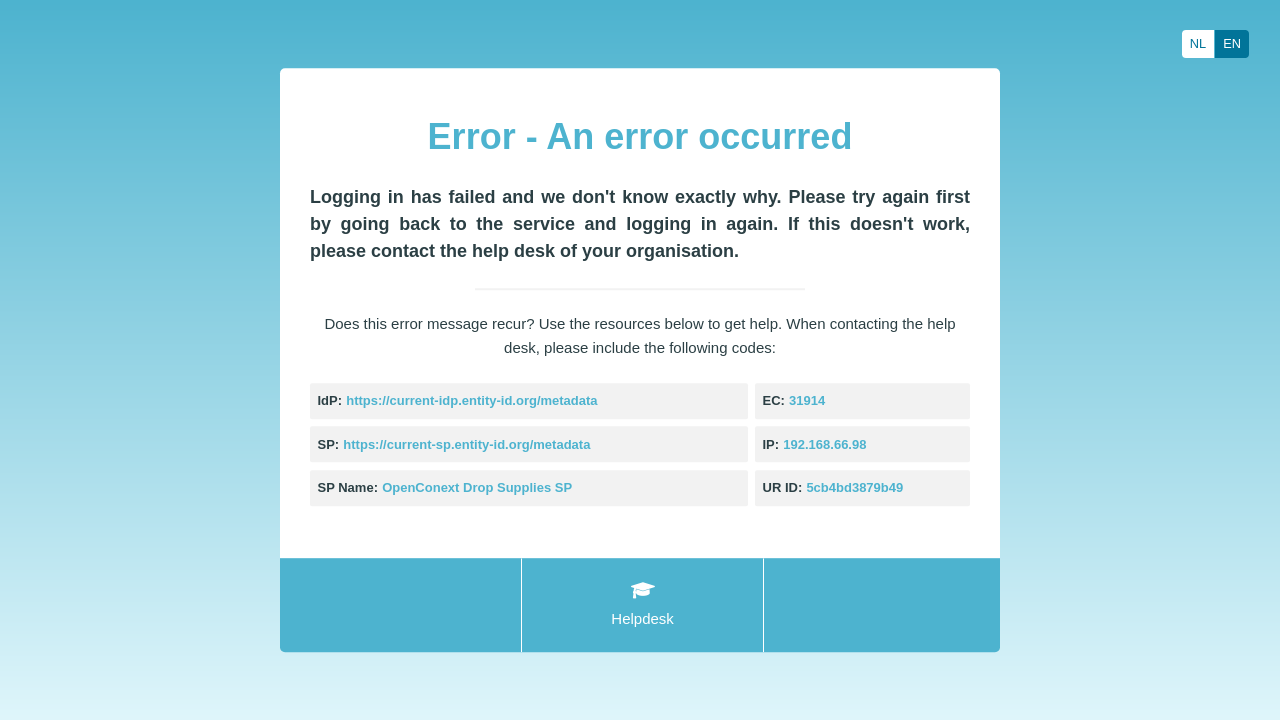 NL EN
Error - An error occurred
Logging in has failed and we don't know exactly why. Please try again first
by going back to the service and logging in again. If this doesn't work,
please contact the help desk of your organisation.
Does this error message recur? Use the resources below to get help. When contacting the help
desk, please include the following codes:
IdP: https://current-idp.entity-id.org/metadata
EC: 31914
SP: https://current-sp.entity-id.org/metadata
IP: 192.168.66.98
SP Name: OpenConext Drop Supplies SP
UR ID: 5cb4bd3879b49
Helpdesk